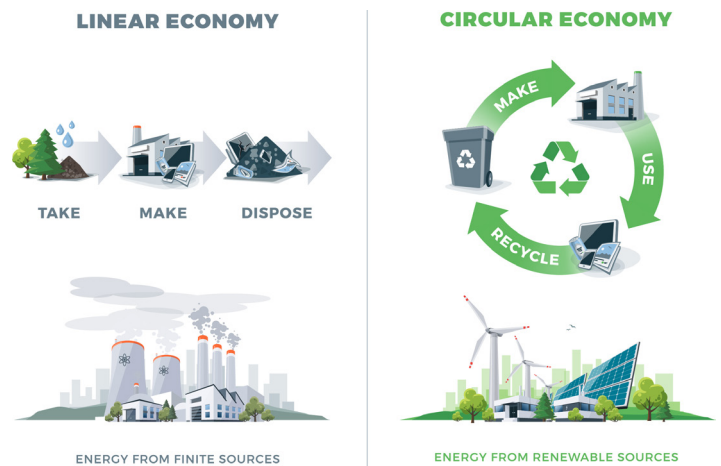 LINEAR ECONOMY
TAKE
MAKE
DISPOSE
ENERGY FROM FINITE SOURCES
CIRCULAR ECONOMY
MAKE
USE
RECYCLE
ENERGY FROM RENEWABLE SOURCES